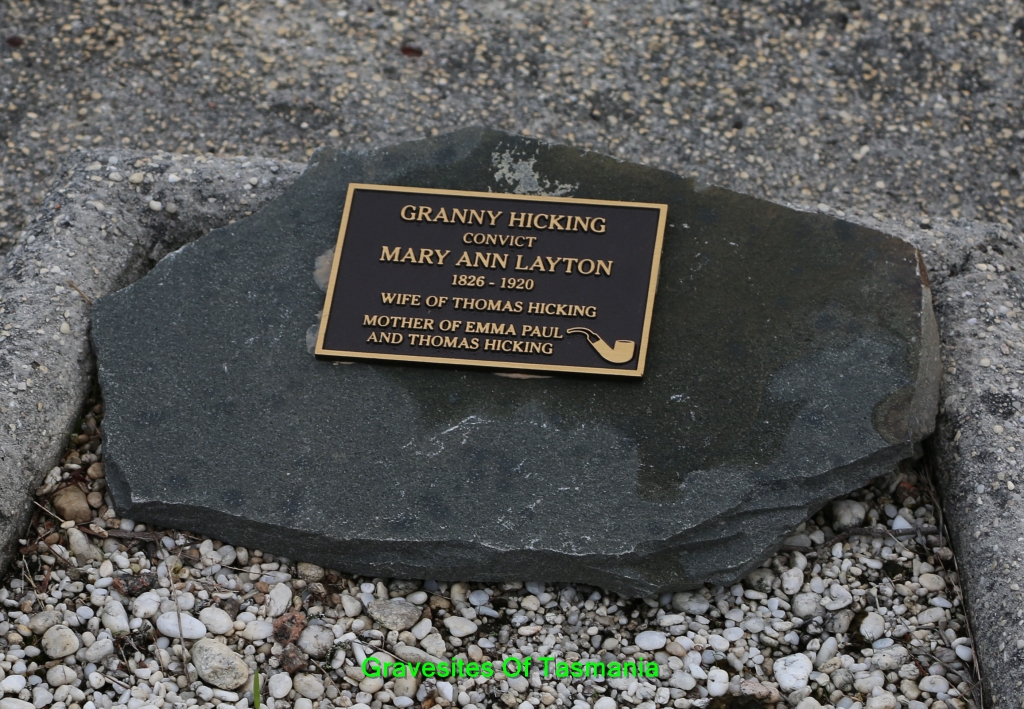 GRANNY HICKING
CONVICT
MARY ANN LAYTON
1826 - 1920
WIFE OF THOMAS HICKING
MOTHER OF EMMA PAUL
AND THOMAS HICKING
Gravesites Of Tasmania